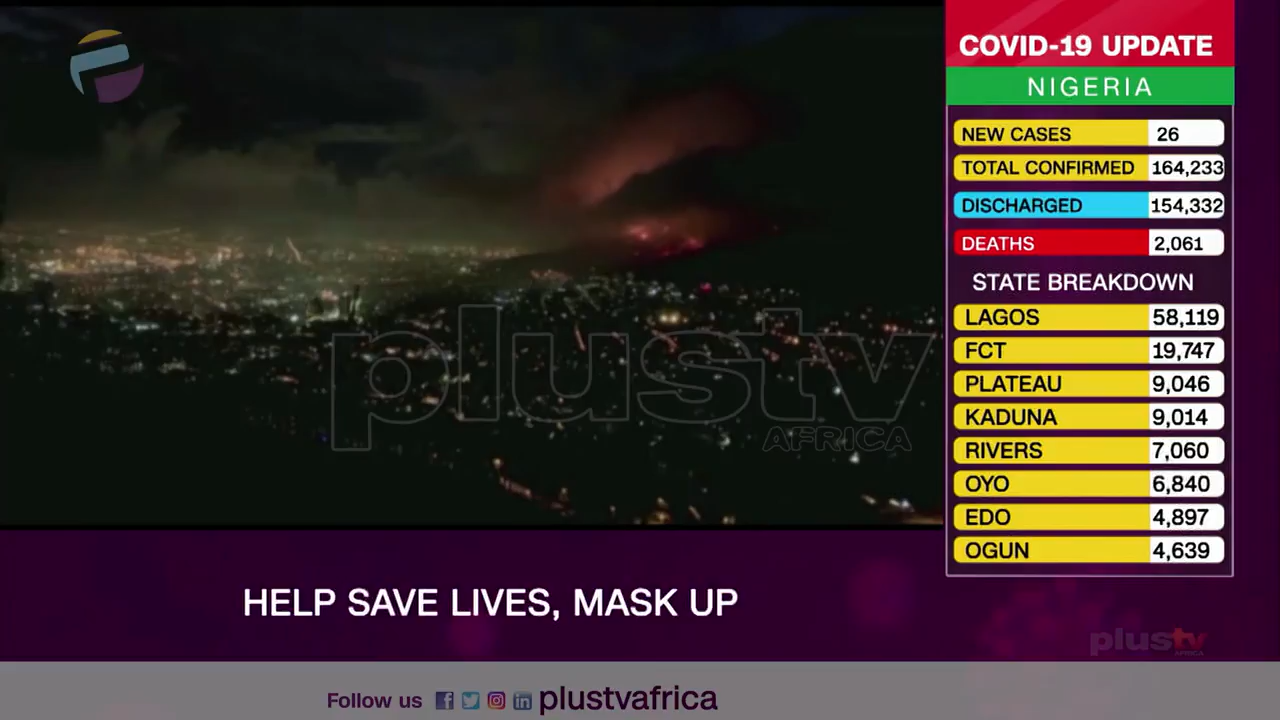 COVID-19 UPDATE
NIGERIA
NEW CASES 26
TOTAL CONFIRMED 164,233
DISCHARGED 154,332
DEATHS 2,061
STATE BREAKDOWN
LAGOS 58,119
FCT 19,747
PLATEAU 9,046
KADUNA 9,014
RIVERS 7,060
OYO 6,840
EDO 4,897
OGUN 4,639
plustv
AFRICA
HELP SAVE LIVES, MASK UP
plustv
AFRICA
Follow us plustvafrica